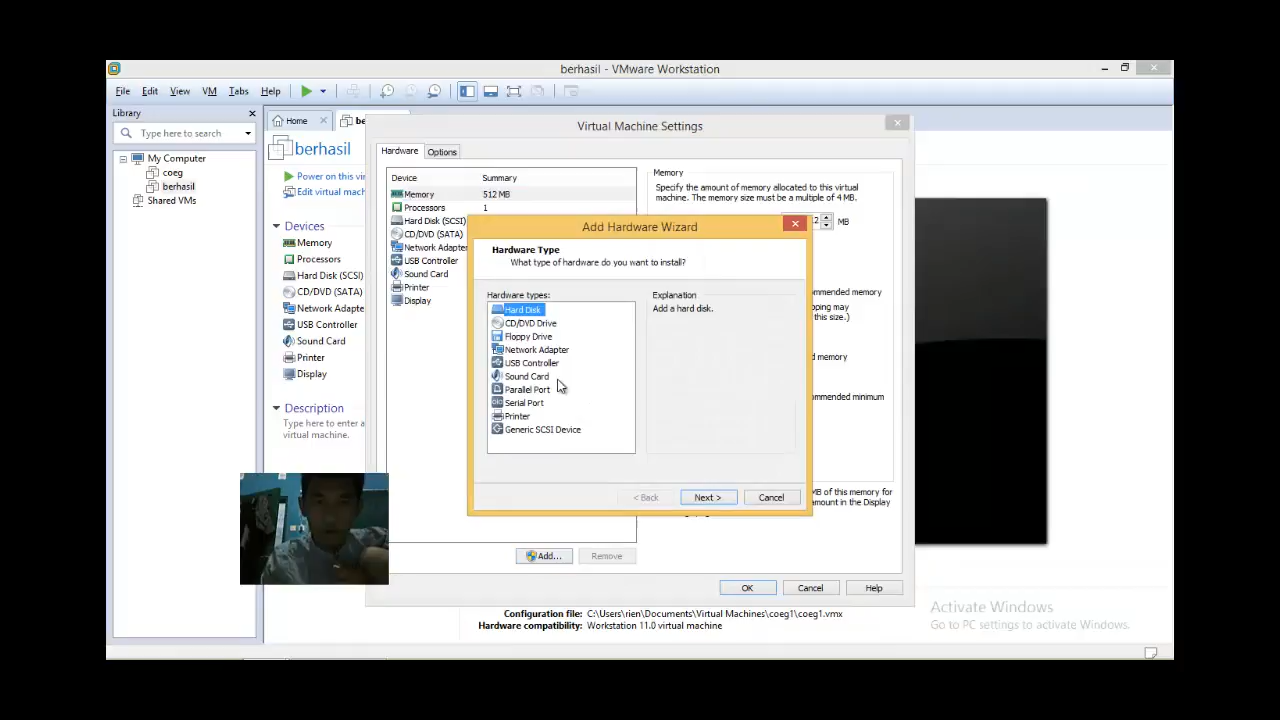 berhasil - VMware Workstation
File Edit View VM Tabs Help
Library
Type here to search
My Computer
coeg
berhasil
Shared VMs
Home
be
berhasil
Power on this vir
Edit virtual mach
Devices
Memory
Processors
Hard Disk (SCSI)
CD/DVD (SATA)
Network Adapte
USB Controller
Sound Card
Printer
Display
Description
Type here to enter
virtual machine.
Virtual Machine Settings
Hardware Options
Device Summary
Memory 512 MB
Processors 1
Hard Disk (SCSI)
CD/DVD (SATA)
Network Adapter
USB Controller
Sound Card
Printer
Display
Add... Remove
Memory
Specify the amount of memory allocated to this virtual
machine. The memory size must be a multiple of 4 MB.
2 MB
ommended memory
pping may
this size.)
d memory
ommended minimum
MB of this memory for
amount in the Display
OK Cancel Help
Add Hardware Wizard
Hardware Type
What type of hardware do you want to install?
Hardware types:
Hard Disk
CD/DVD Drive
Floppy Drive
Network Adapter
USB Controller
Sound Card
Parallel Port
Serial Port
Printer
Generic SCSI Device
Explanation
Add a hard disk.
< Back Next > Cancel
Configuration file: C:\Users\rien\Documents\Virtual Machines\coeg1\coeg1.vmx
Hardware compatibility: Workstation 11.0 virtual machine
Activate Windows
Go to PC settings to activate Windows.